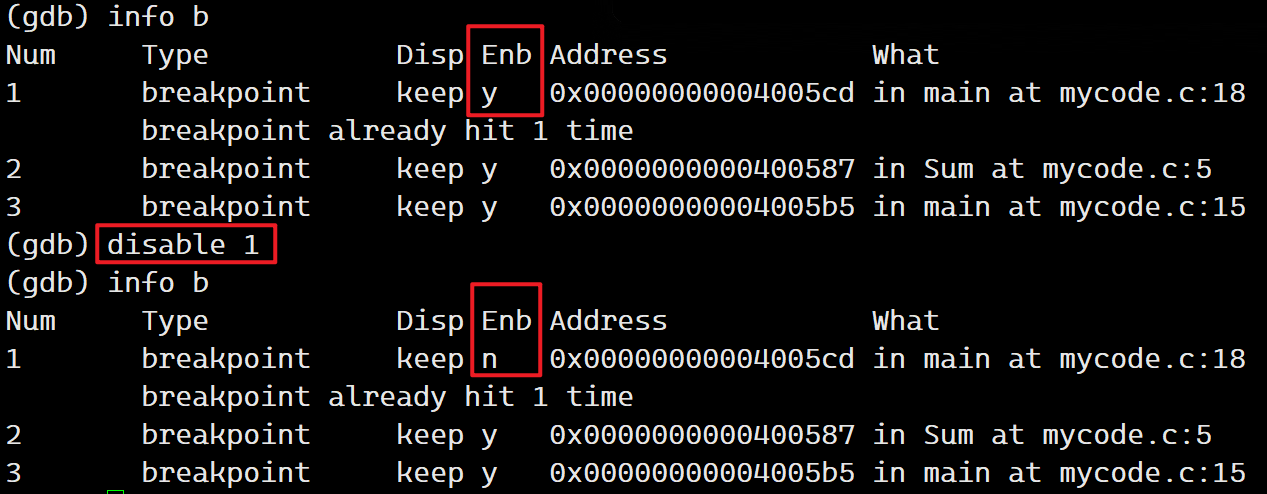 (gdb) info b
Num     Type           Disp Enb Address            What
1       breakpoint     keep y   0x00000000004005cd in main at mycode.c:18
        breakpoint already hit 1 time
2       breakpoint     keep y   0x0000000000400587 in Sum at mycode.c:5
3       breakpoint     keep y   0x00000000004005b5 in main at mycode.c:15
(gdb) disable 1
(gdb) info b
Num     Type           Disp Enb Address            What
1       breakpoint     keep n   0x00000000004005cd in main at mycode.c:18
        breakpoint already hit 1 time
2       breakpoint     keep y   0x0000000000400587 in Sum at mycode.c:5
3       breakpoint     keep y   0x00000000004005b5 in main at mycode.c:15